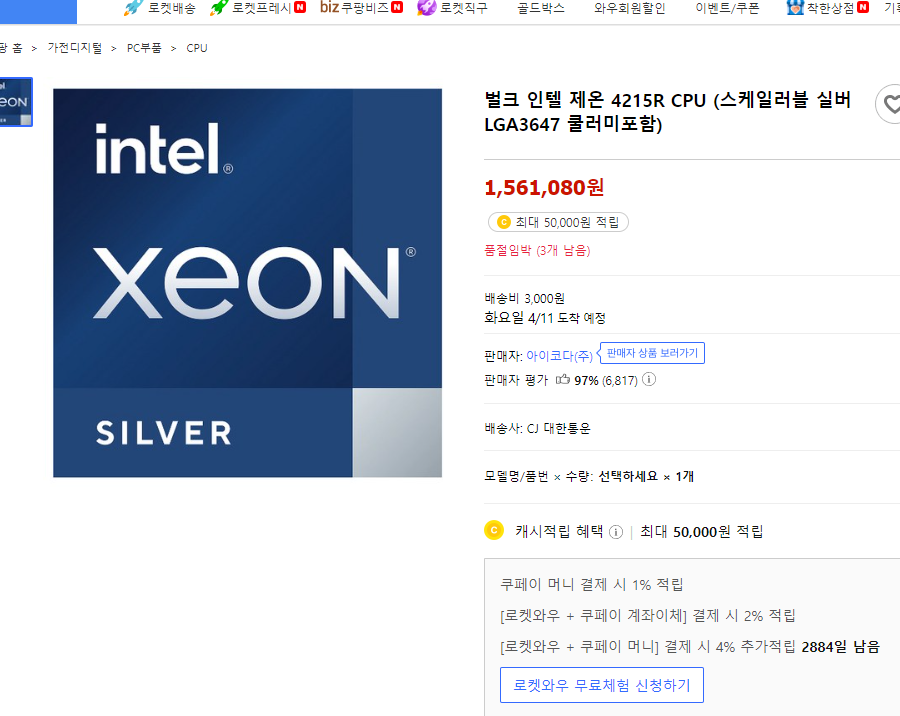 로켓배송 로켓프레시 N biz 쿠팡비즈 N 로켓직구 골드박스 와우회원할인 이벤트/쿠폰 착한상점 N
팡 홈 > 가전디지털 > PC부품 > CPU
벌크 인텔 제온 4215R CPU (스케일러블 실버
LGA3647 쿨러미포함)
intel®
xeon®
SILVER
1,561,080원
C 최대 50,000원 적립
품절임박 (3개 남음)
배송비 3,000원
화요일 4/11 도착 예정
판매자: 아이코다(주) 판매자 상품 보러가기
판매자 평가 97% (6,817)
배송사: CJ 대한통운
모델명/품번 × 수량: 선택하세요 × 1개
C 캐시적립 혜택 | 최대 50,000원 적립
쿠페이 머니 결제 시 1% 적립
[로켓와우 + 쿠페이 계좌이체] 결제 시 2% 적립
[로켓와우 + 쿠페이 머니] 결제 시 4% 추가적립 2884일 남음
로켓와우 무료체험 신청하기